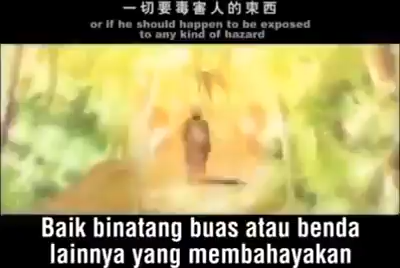 一切要毒害人的東西
or if he should happen to be exposed
to any kind of hazard
Baik binatang buas atau benda
lainnya yang membahayakan